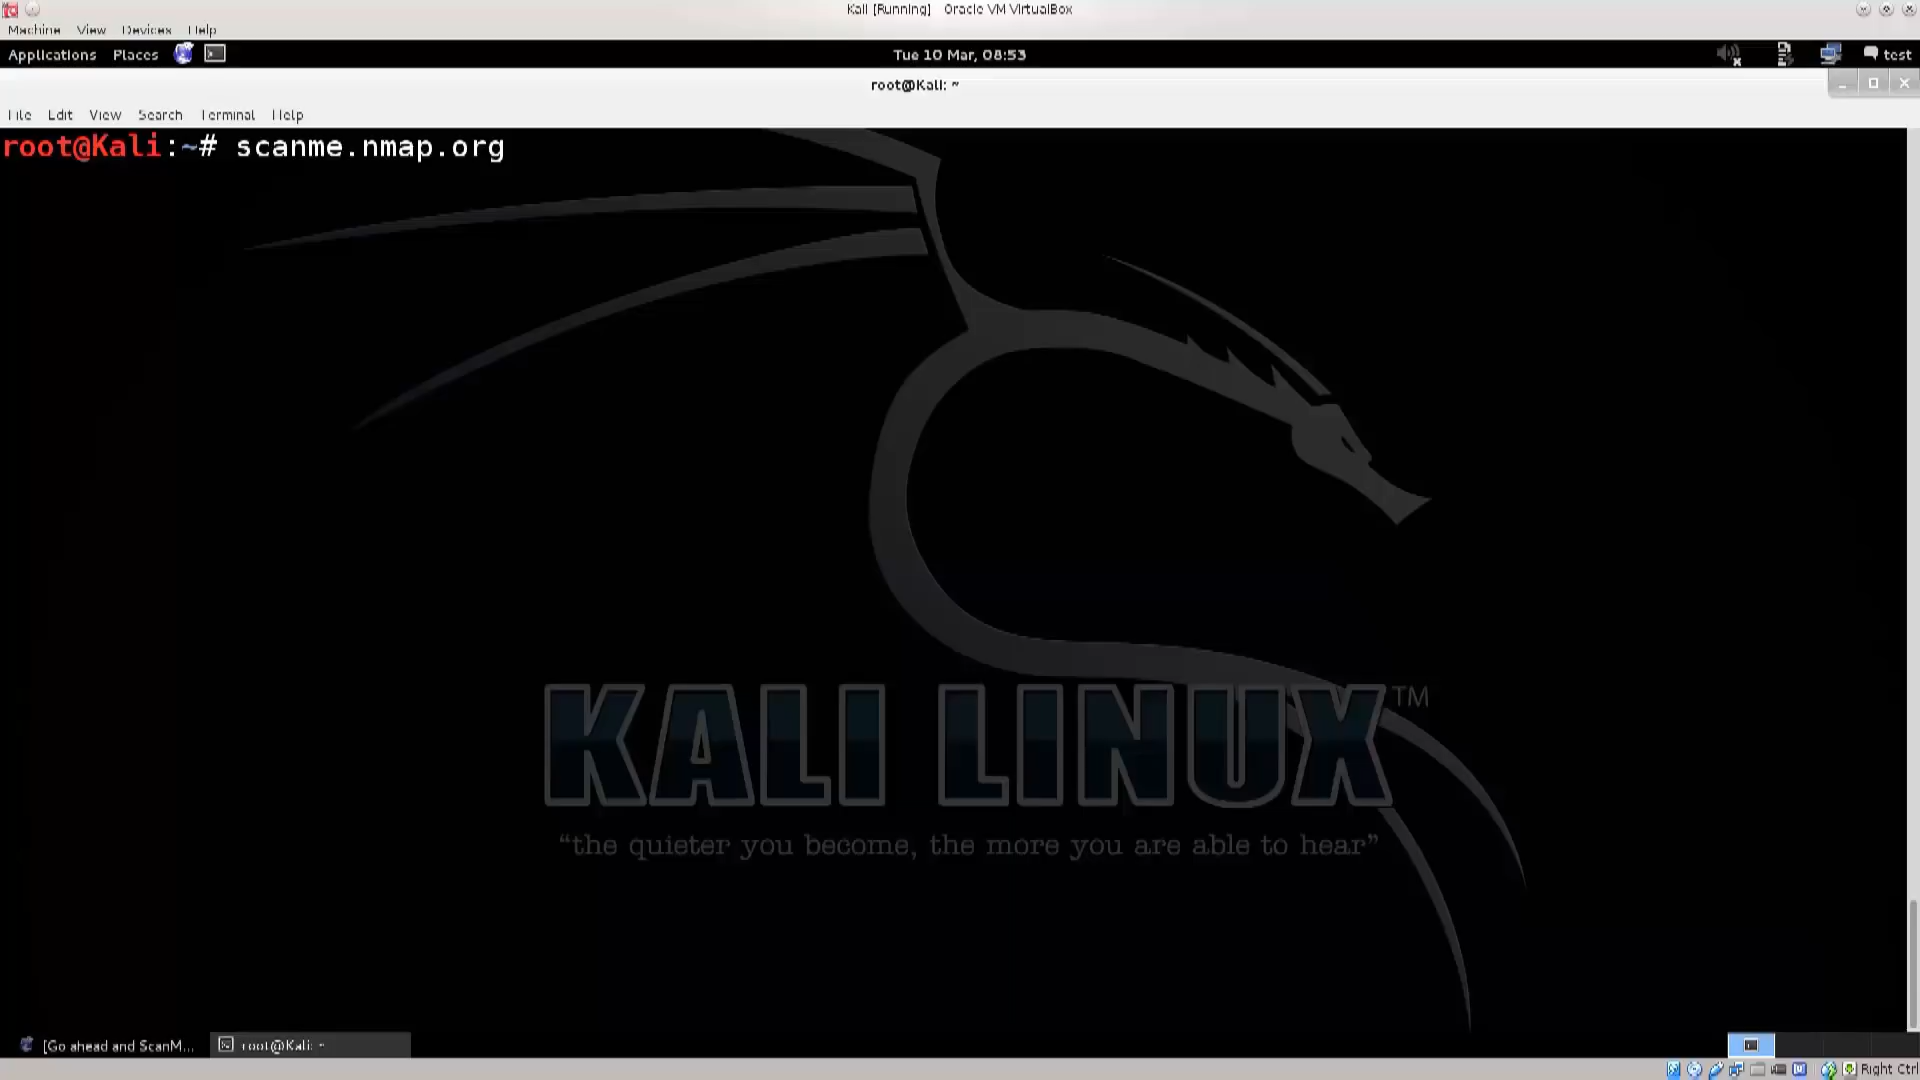 Kali [Running] - Oracle VM VirtualBox
Machine View Devices Help
Applications Places Tue 10 Mar, 08:53 test
root@Kali: ~
File Edit View Search Terminal Help
root@Kali:~# scanme.nmap.org
KALI LINUX™
“the quieter you become, the more you are able to hear”
[Go ahead and ScanM... root@Kali: ~
Right Ctrl